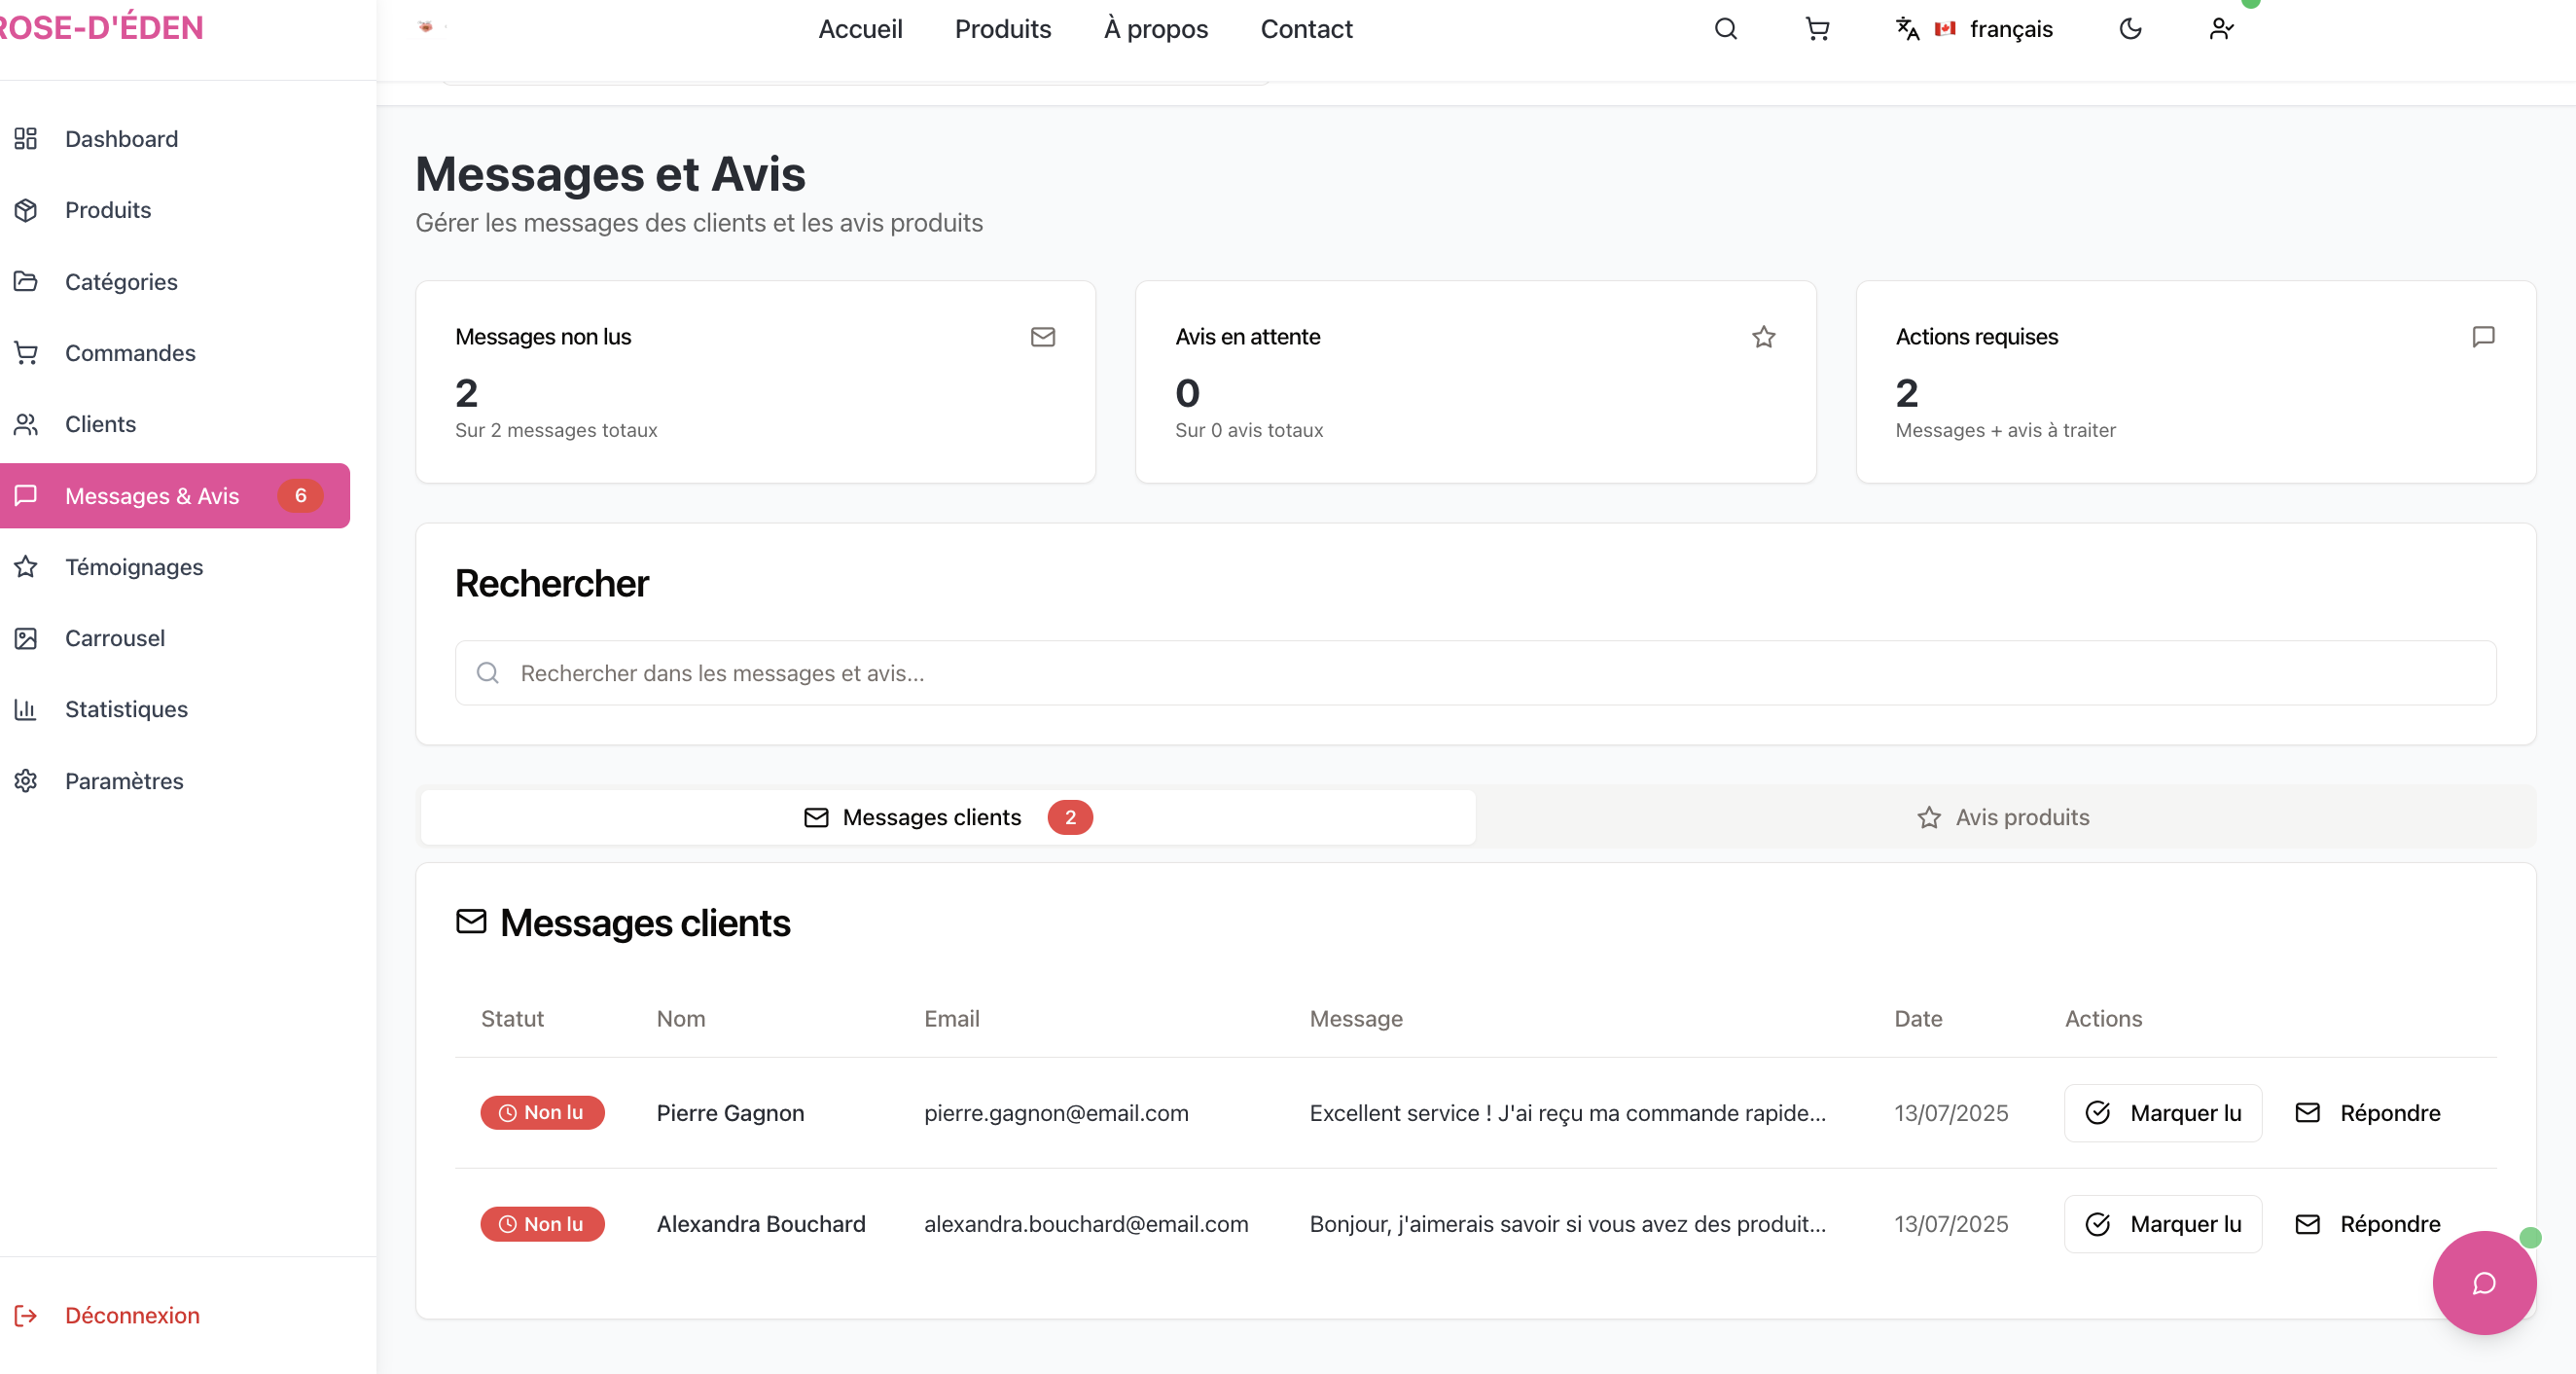 ROSE-D'ÉDEN
Accueil Produits À propos Contact français
Dashboard
Produits
Catégories
Commandes
Clients
Messages & Avis 6
Témoignages
Carrousel
Statistiques
Paramètres
Déconnexion
Messages et Avis
Gérer les messages des clients et les avis produits
Messages non lus
2
Sur 2 messages totaux
Avis en attente
0
Sur 0 avis totaux
Actions requises
2
Messages + avis à traiter
Rechercher
Rechercher dans les messages et avis...
Messages clients 2
Avis produits
Messages clients
Statut Nom Email Message Date Actions
Non lu Pierre Gagnon pierre.gagnon@email.com Excellent service ! J'ai reçu ma commande rapide... 13/07/2025 Marquer lu Répondre
Non lu Alexandra Bouchard alexandra.bouchard@email.com Bonjour, j'aimerais savoir si vous avez des produit... 13/07/2025 Marquer lu Répondre